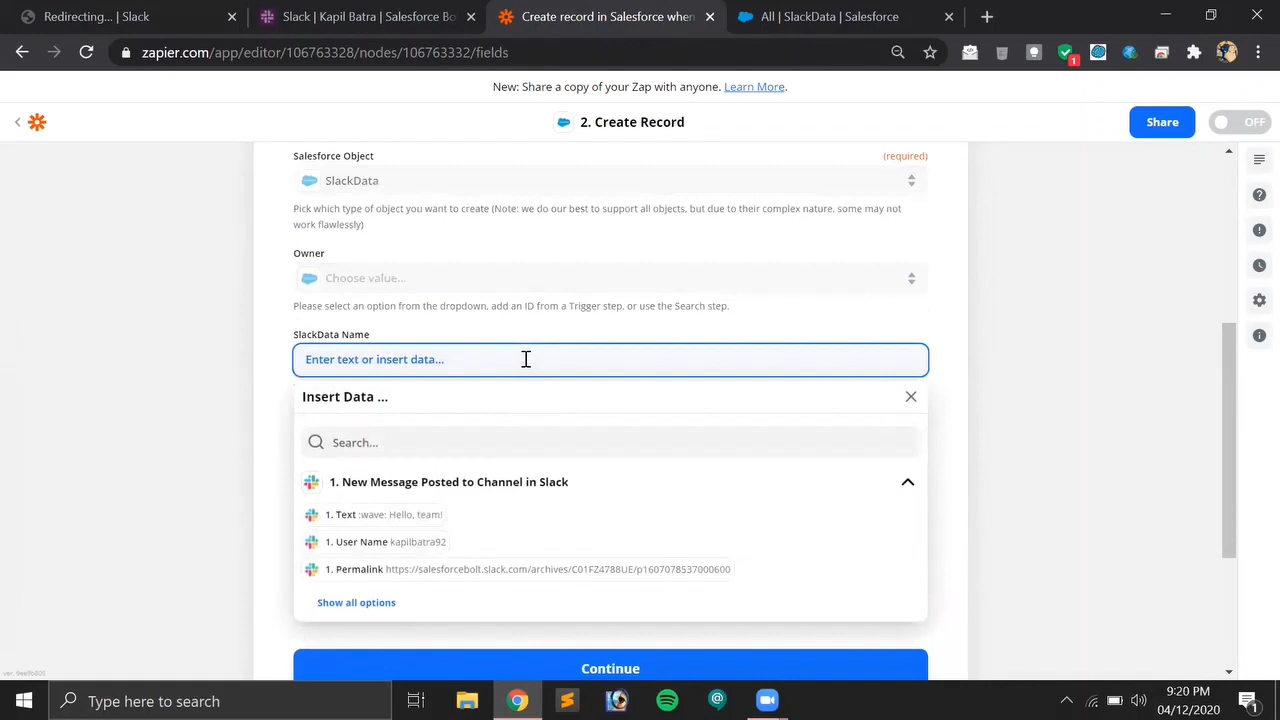 Redirecting... | Slack
Slack | Kapil Batra | Salesforce Bo
Create record in Salesforce when
All | SlackData | Salesforce
zapier.com/app/editor/106763328/nodes/106763332/fields
1
New: Share a copy of your Zap with anyone. Learn More.
2. Create Record
Share
OFF
Salesforce Object
(required)
SlackData
Pick which type of object you want to create (Note: we do our best to support all objects, but due to their complex nature, some may not
work flawlessly)
Owner
Choose value...
Please select an option from the dropdown, add an ID from a Trigger step, or use the Search step.
SlackData Name
Enter text or insert data...
Insert Data ...
Search...
1. New Message Posted to Channel in Slack
1. Text :wave: Hello, team!
1. User Name kapilbatra92
1. Permalink https://salesforcebolt.slack.com/archives/C01FZ4788UE/p1607078537000600
Show all options
Continue
Type here to search
9:20 PM
04/12/2020
1